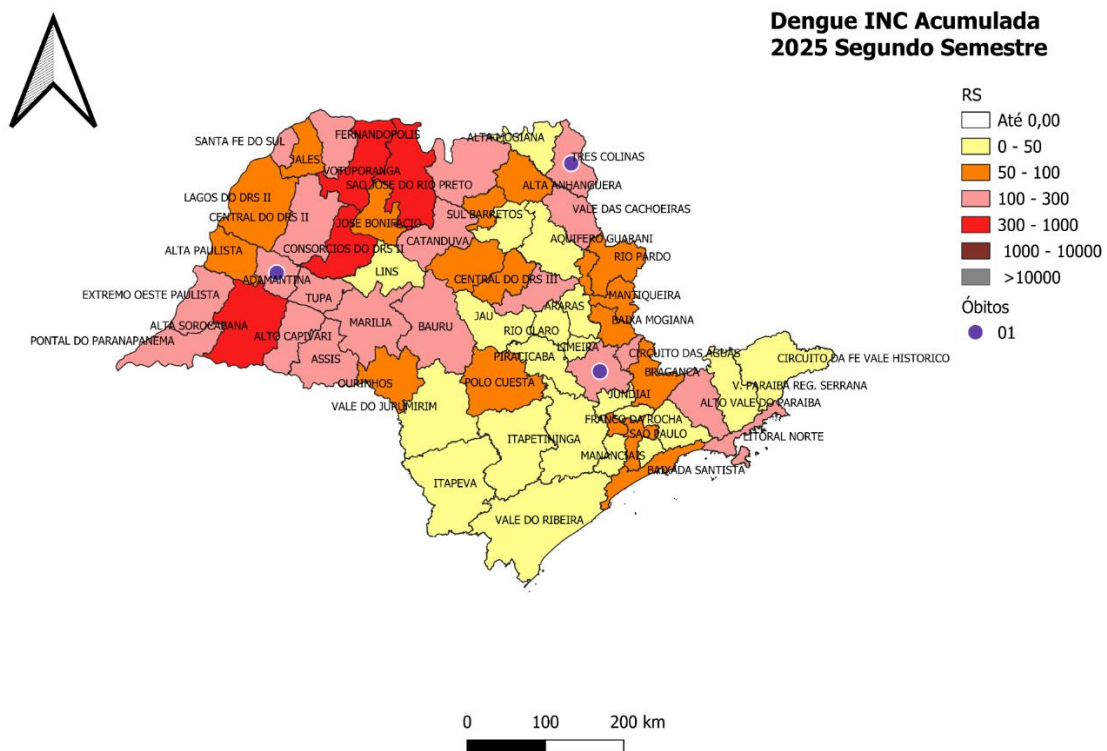 Dengue INC Acumulada
2025 Segundo Semestre
RS
Até 0,00
0 - 50
50 - 100
100 - 300
300 - 1000
1000 - 10000
>10000
Óbitos
01
SANTA FE DO SUL
FERNANDOPOLIS
ALTA MOGIANA
JALES
TRES COLINAS
VOTUPORANGA
SAO JOSE DO RIO PRETO
ALTA ANHANGUERA
LAGOS DO DRS II
CENTRAL DO DRS II
JOSE BONIFACIO
SUL BARRETOS
VALE DAS CACHOEIRAS
CATANDUVA
AQUIFERO GUARANI
ALTA PAULISTA
CONSORCIOS DO DRS II
RIO PARDO
LINS
ADAMANTINA
CENTRAL DO DRS III
EXTREMO OESTE PAULISTA
TUPA
MANTIQUEIRA
ARARAS
JAU
BAIXA MOGIANA
ALTA SOROCABANA
MARILIA
BAURU
RIO CLARO
PONTAL DO PARANAPANEMA
ALTO CAPIVARI
LIMEIRA
CIRCUITO DAS AGUAS
ASSIS
PIRACICABA
CIRCUITO DA FE VALE HISTORICO
BRAGANCA
OURINHOS
POLO CUESTA
V. PARAIBA REG. SERRANA
JUNDIAI
VALE DO JURUMIRIM
ALTO VALE DO PARAIBA
FRANCO DA ROCHA
SAO PAULO
LITORAL NORTE
ITAPETININGA
MANANCIAIS
BAIXADA SANTISTA
ITAPEVA
VALE DO RIBEIRA
0 100 200 km